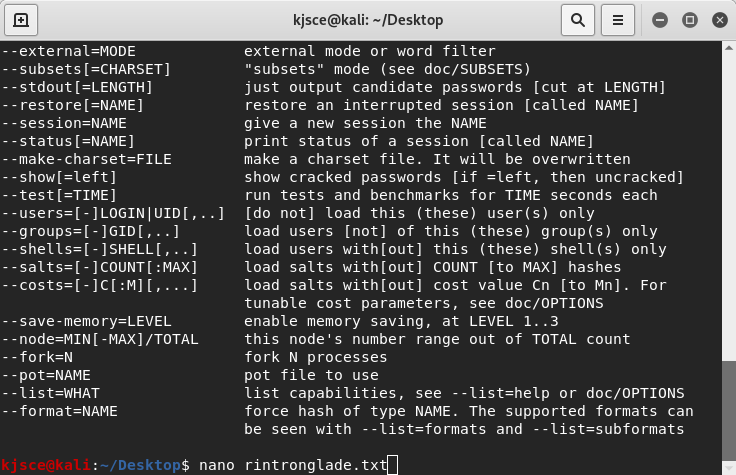 kjsce@kali: ~/Desktop
--external=MODE external mode or word filter
--subsets[=CHARSET] "subsets" mode (see doc/SUBSETS)
--stdout[=LENGTH] just output candidate passwords [cut at LENGTH]
--restore[=NAME] restore an interrupted session [called NAME]
--session=NAME give a new session the NAME
--status[=NAME] print status of a session [called NAME]
--make-charset=FILE make a charset file. It will be overwritten
--show[=left] show cracked passwords [if =left, then uncracked]
--test[=TIME] run tests and benchmarks for TIME seconds each
--users=[-]LOGIN|UID[,..] [do not] load this (these) user(s) only
--groups=[-]GID[,..] load users [not] of this (these) group(s) only
--shells=[-]SHELL[,..] load users with[out] this (these) shell(s) only
--salts=[-]COUNT[:MAX] load salts with[out] COUNT [to MAX] hashes
--costs=[-]C[:M][,...] load salts with[out] cost value Cn [to Mn]. For
tunable cost parameters, see doc/OPTIONS
--save-memory=LEVEL enable memory saving, at LEVEL 1..3
--node=MIN[-MAX]/TOTAL this node's number range out of TOTAL count
--fork=N fork N processes
--pot=NAME pot file to use
--list=WHAT list capabilities, see --list=help or doc/OPTIONS
--format=NAME force hash of type NAME. The supported formats can
be seen with --list=formats and --list=subformats
kjsce@kali:~/Desktop$ nano rintronglade.txt